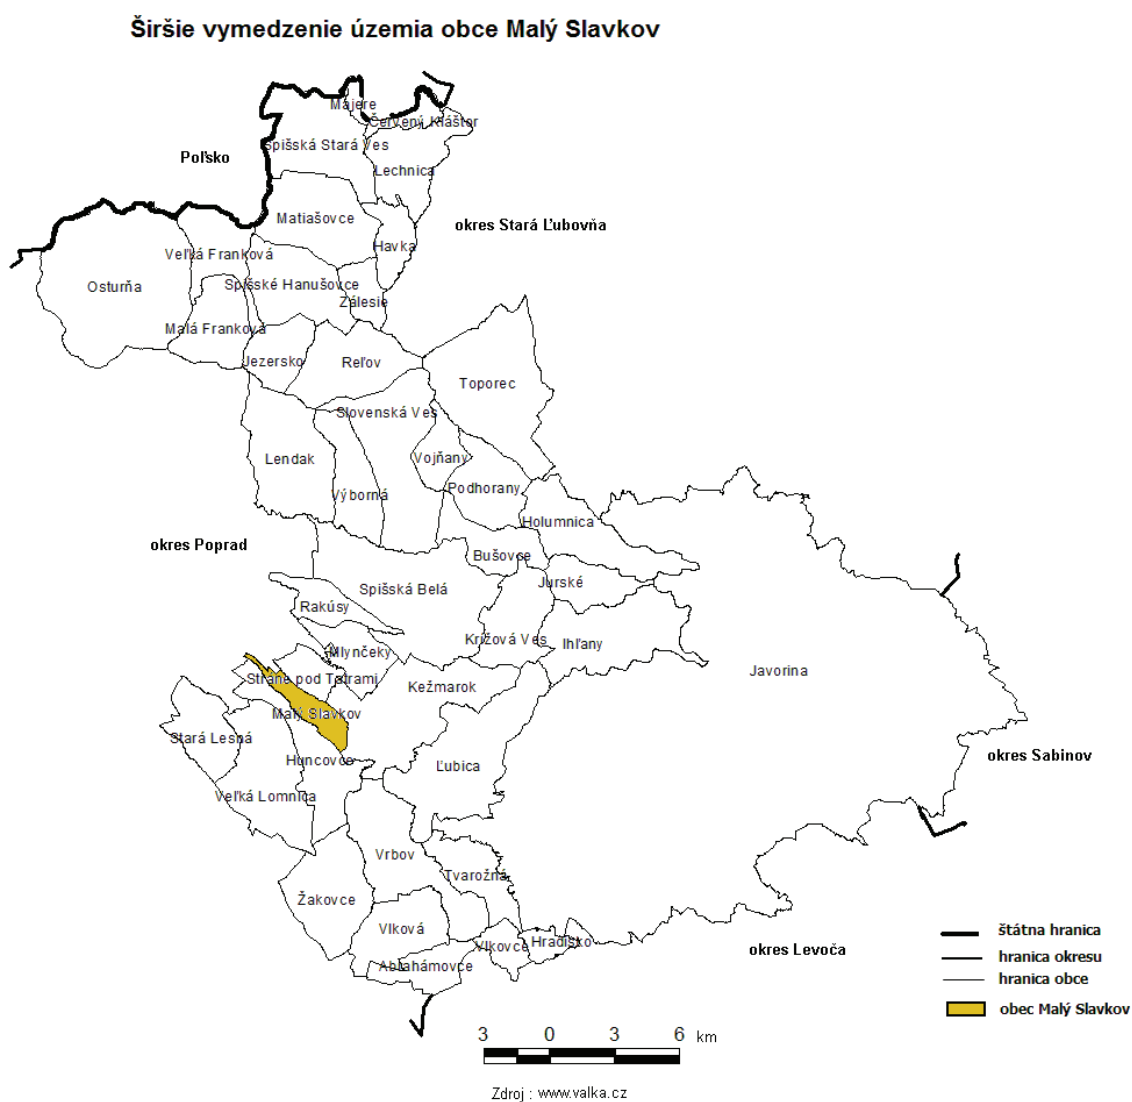 Širšie vymedzenie územia obce Malý Slavkov
Majere
Červený Kláštor
Spišská Stará Ves
Poľsko
Lechnica
Matiašovce
okres Stará Ľubovňa
Havka
Veľká Franková
Osturňa
Spišské Hanušovce
Zálesie
Malá Franková
Jezersko
Reľov
Toporec
Slovenská Ves
Lendak
Vojňany
Výborná
Podhorany
Holumnica
okres Poprad
Bušovce
Jurské
Spišská Belá
Rakúsy
Krížová Ves
Ihľany
Mlynčeky
Javorina
Stráne pod Tatrami
Kežmarok
Malý Slavkov
Stará Lesná
okres Sabinov
Huncovce
Ľubica
Veľká Lomnica
Vrbov
Tvarožná
Žakovce
Vlková
Vlkovce
Hradisko
okres Levoča
Abrahámovce
štátna hranica
hranica okresu
hranica obce
obec Malý Slavkov
3 0 3 6 km
Zdroj : www.valka.cz